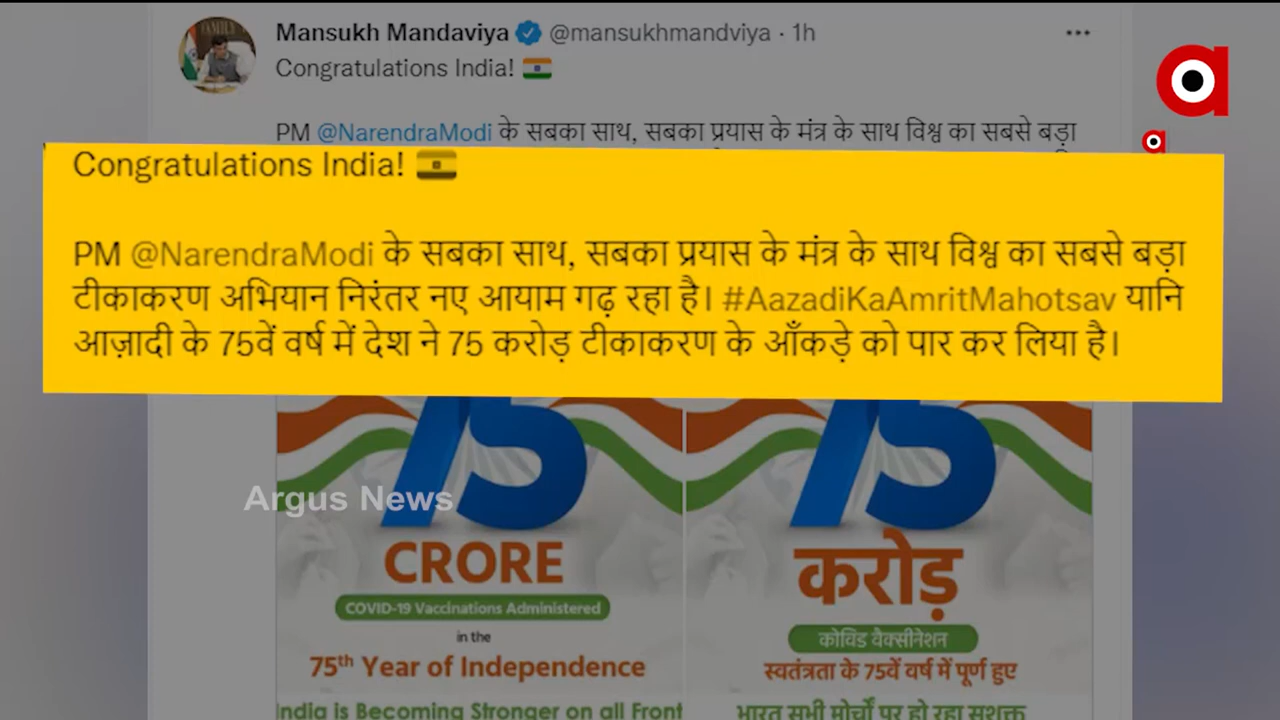 Mansukh Mandaviya @mansukhmandviya · 1h
Congratulations India!
PM @NarendraModi के सबका साथ, सबका प्रयास के मंत्र के साथ विश्व का सबसे बड़ा
Congratulations India!
PM @NarendraModi के सबका साथ, सबका प्रयास के मंत्र के साथ विश्व का सबसे बड़ा
टीकाकरण अभियान निरंतर नए आयाम गढ़ रहा है। #AazadiKaAmritMahotsav यानि
आज़ादी के 75वें वर्ष में देश ने 75 करोड़ टीकाकरण के आँकड़े को पार कर लिया है।
75
CRORE
COVID-19 Vaccinations Administered
in the
75th Year of Independence
India is Becoming Stronger on all Front
75
करोड़
कोविड वैक्सीनेशन
स्वतंत्रता के 75वें वर्ष में पूर्ण हुए
भारत सभी मोर्चों पर हो रहा सशक्त
Argus News